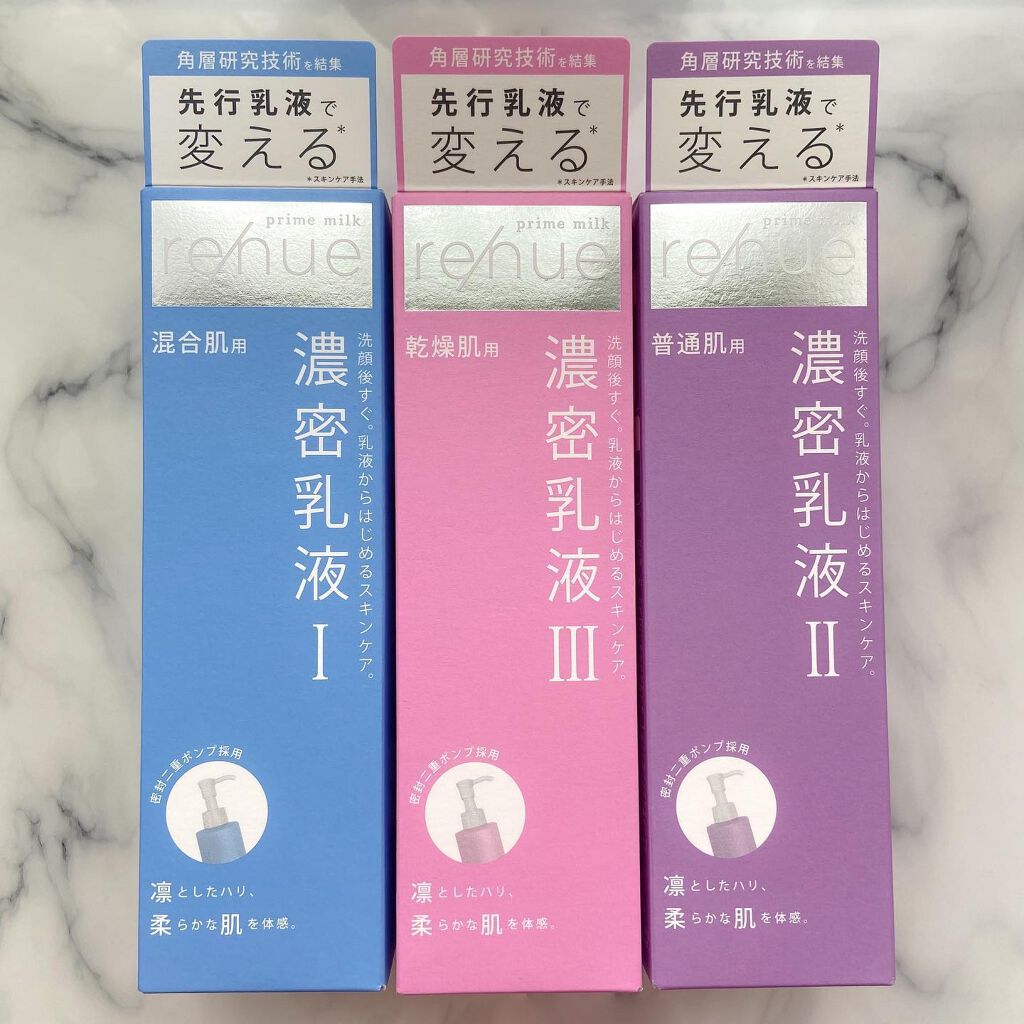 角層研究技術を結集
先行乳液で
変える*
*スキンケア手法
prime milk
rehue
混合肌用
洗顔後すぐ。乳液からはじめるスキンケア。
濃密乳液Ⅰ
密封二重ポンプ採用
凛としたハリ、
柔らかな肌を体感。
角層研究技術を結集
先行乳液で
変える*
*スキンケア手法
prime milk
rehue
乾燥肌用
洗顔後すぐ。乳液からはじめるスキンケア。
濃密乳液Ⅲ
密封二重ポンプ採用
凛としたハリ、
柔らかな肌を体感。
角層研究技術を結集
先行乳液で
変える*
*スキンケア手法
prime milk
rehue
普通肌用
洗顔後すぐ。乳液からはじめるスキンケア。
濃密乳液Ⅱ
密封二重ポンプ採用
凛としたハリ、
柔らかな肌を体感。